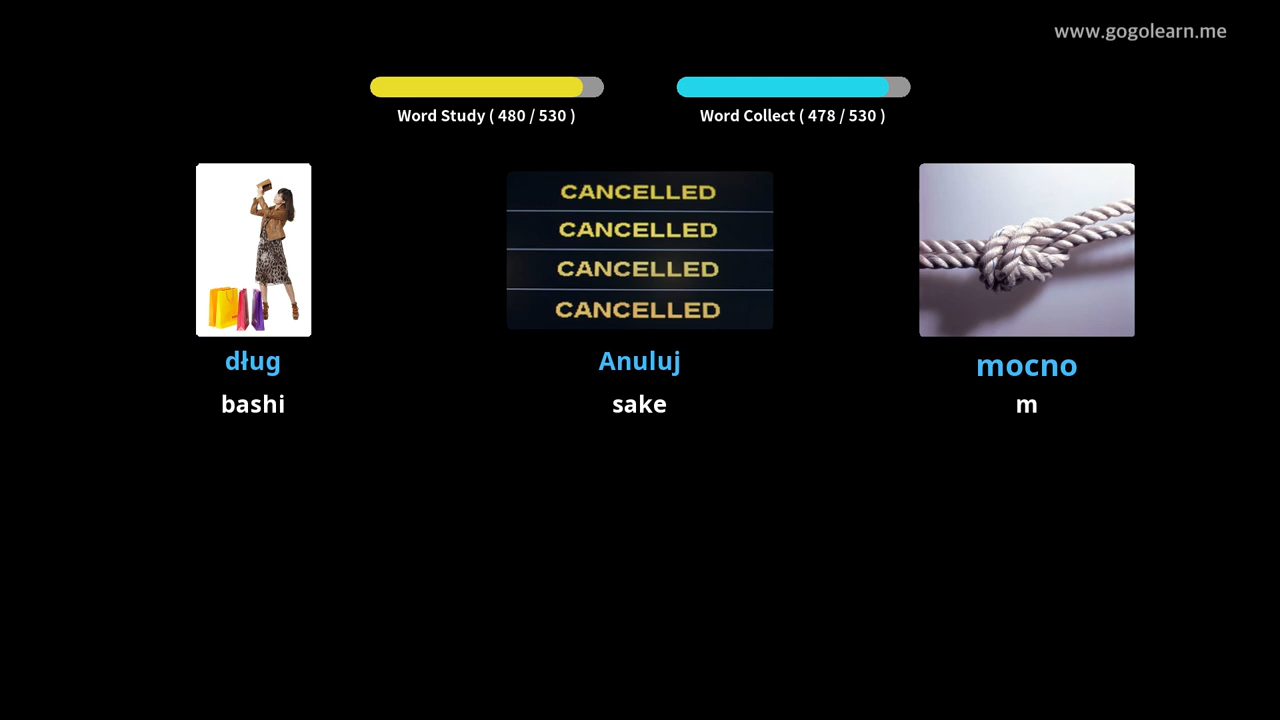 www.gogolearn.me
Word Study ( 480 / 530 )
Word Collect ( 478 / 530 )
CANCELLED
CANCELLED
CANCELLED
CANCELLED
dług
Anuluj
mocno
bashi
sake
m